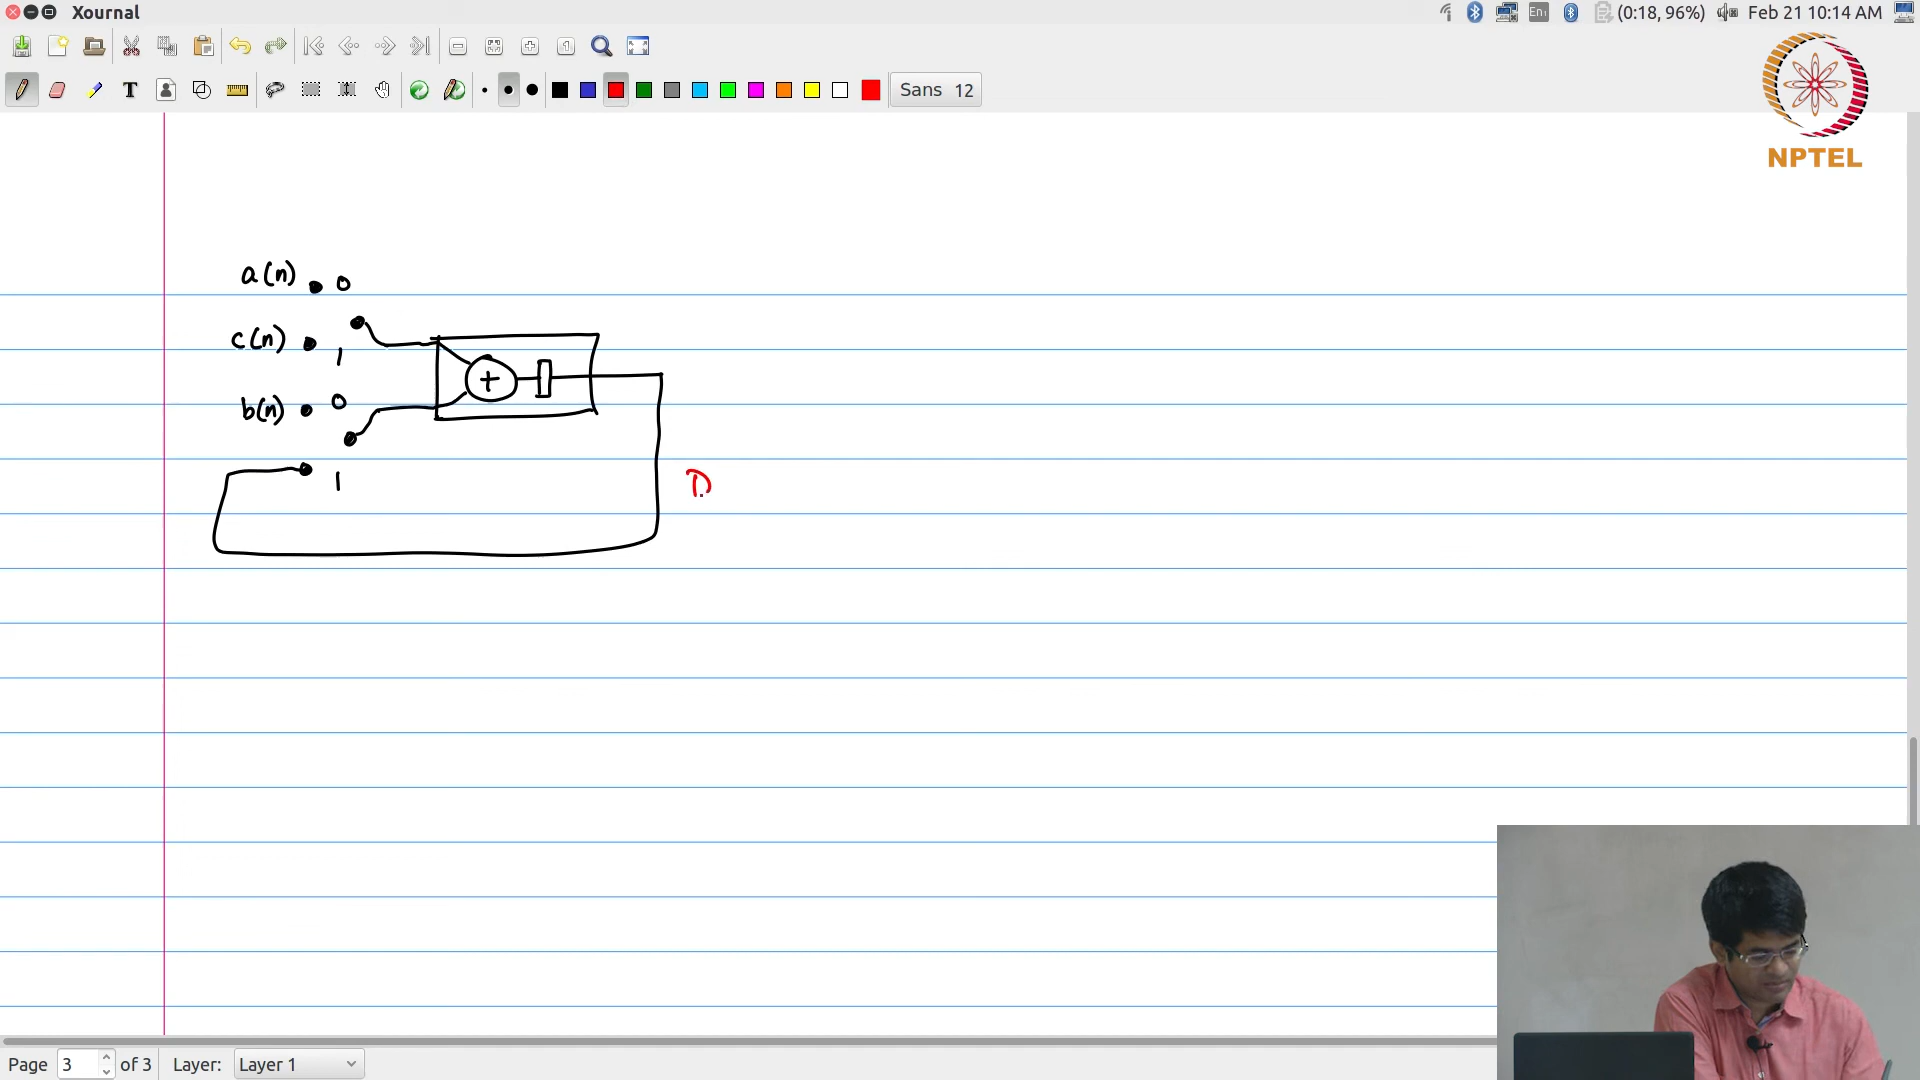 Xournal
En1
(0:18, 96%)
Feb 21 10:14 AM
Sans 12
NPTEL
a(n) 0
c(n) 1
b(n) 0
1
+
D
Page 3 of 3 Layer: Layer 1